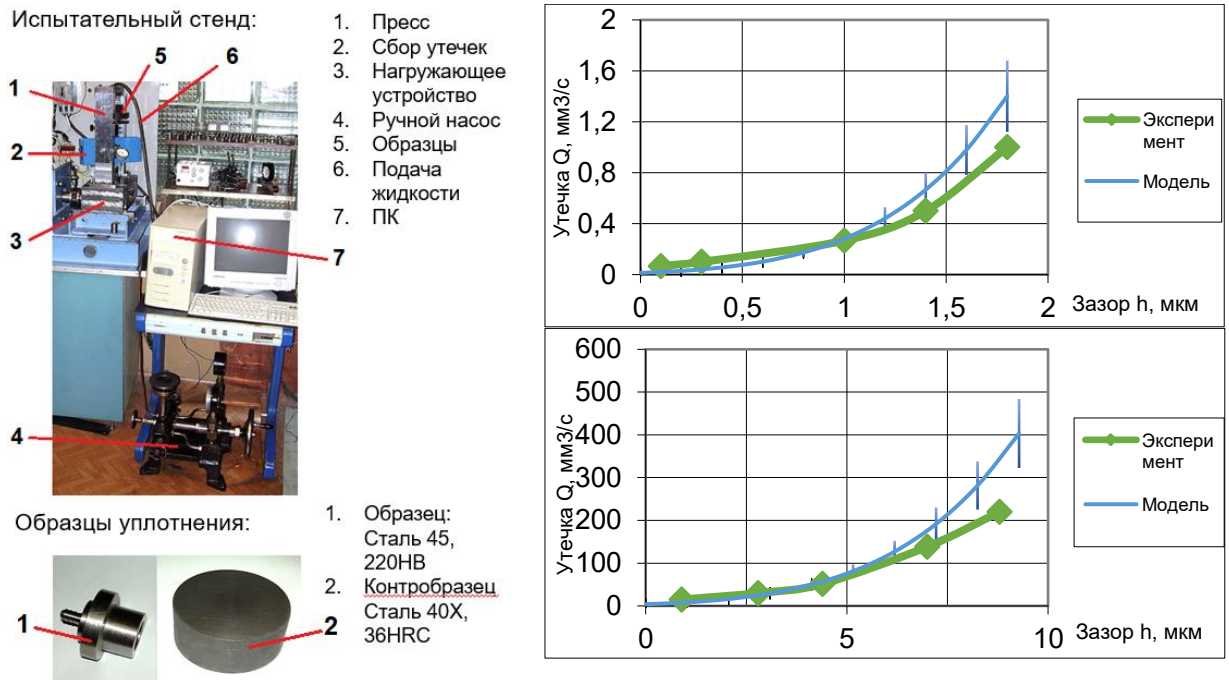 Испытательный стенд:
1. Пресс
2. Сбор утечек
3. Нагружающее
устройство
4. Ручной насос
5. Образцы
6. Подача
жидкости
7. ПК
5
6
1
2
3
7
4
Образцы уплотнения:
1. Образец:
Сталь 45,
220HB
2. Контробразец
Сталь 40Х,
36HRC
1
2
Утечка Q, мм3/с
2
1,6
1,2
0,8
0,4
0
0
0,5
1
1,5
2
Зазор h, мкм
Экспери
мент
Модель
Утечка Q, мм3/с
600
500
400
300
200
100
0
0
5
10
Зазор h, мкм
Экспери
мент
Модель